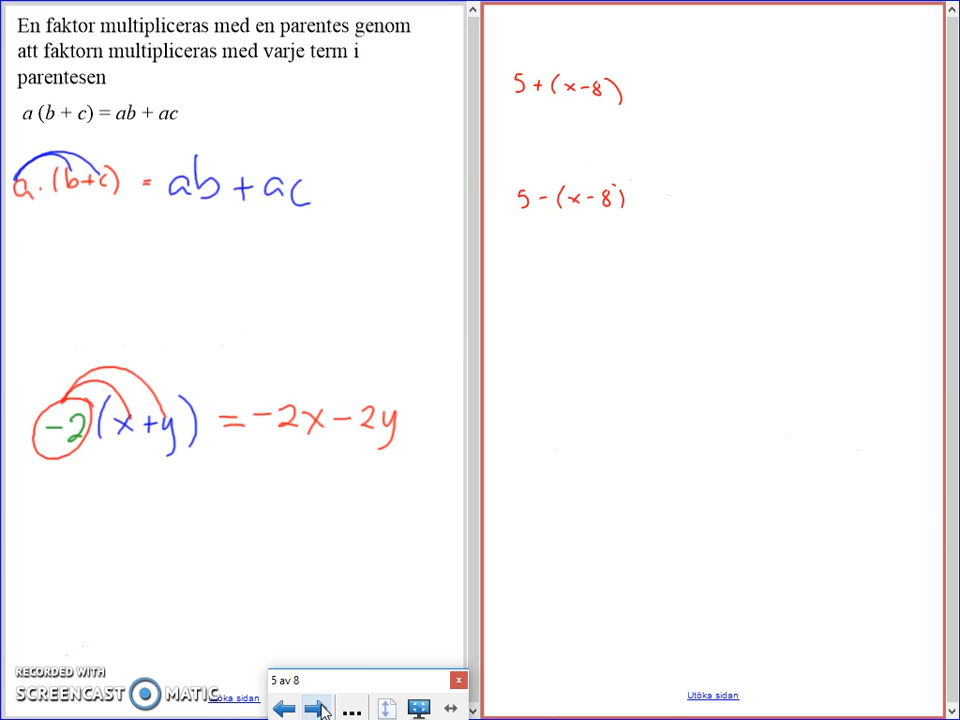 En faktor multipliceras med en parentes genom
att faktorn multipliceras med varje term i
parentesen
a (b + c) = ab + ac
a · (b+c) = ab + ac
-2(x+y) = -2x - 2y
RECORDED WITH
SCREENCAST MATIC
Utöka sidan
5 av 8
5 + (x - 8)
5 - (x - 8)
Utöka sidan